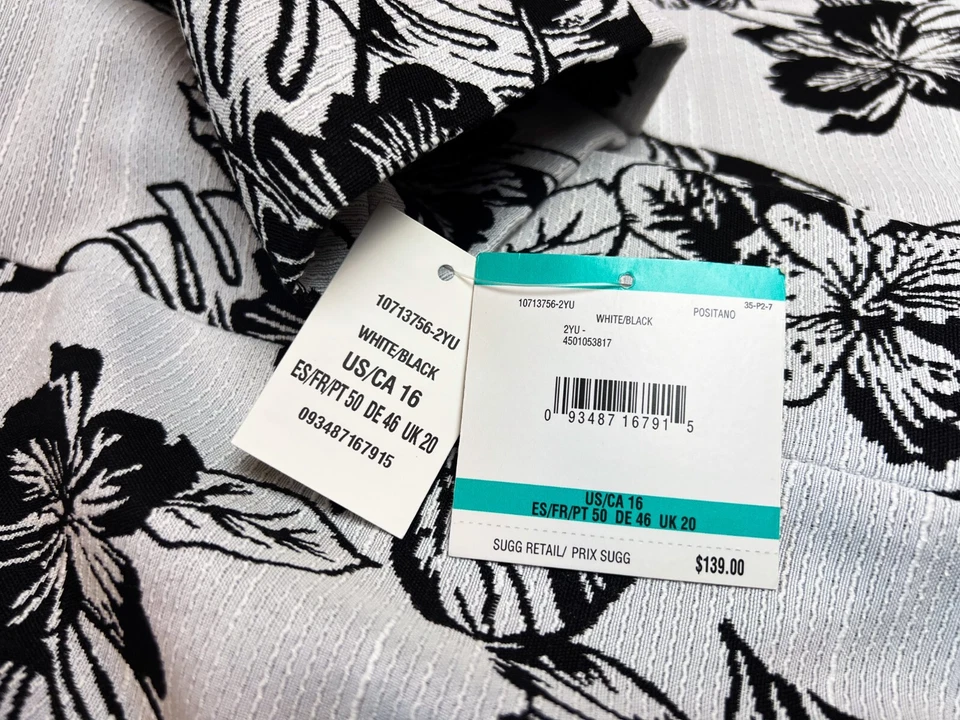 10713756-2YU
WHITE/BLACK
US/CA 16
ES/FR/PT 50 DE 46 UK 20
093487167915
10713756-2YU
POSITANO
35-P2-7
WHITE/BLACK
2YU -
4501053817
0 93487 16791 5
US/CA 16
ES/FR/PT 50 DE 46 UK 20
SUGG RETAIL/ PRIX SUGG $139.00